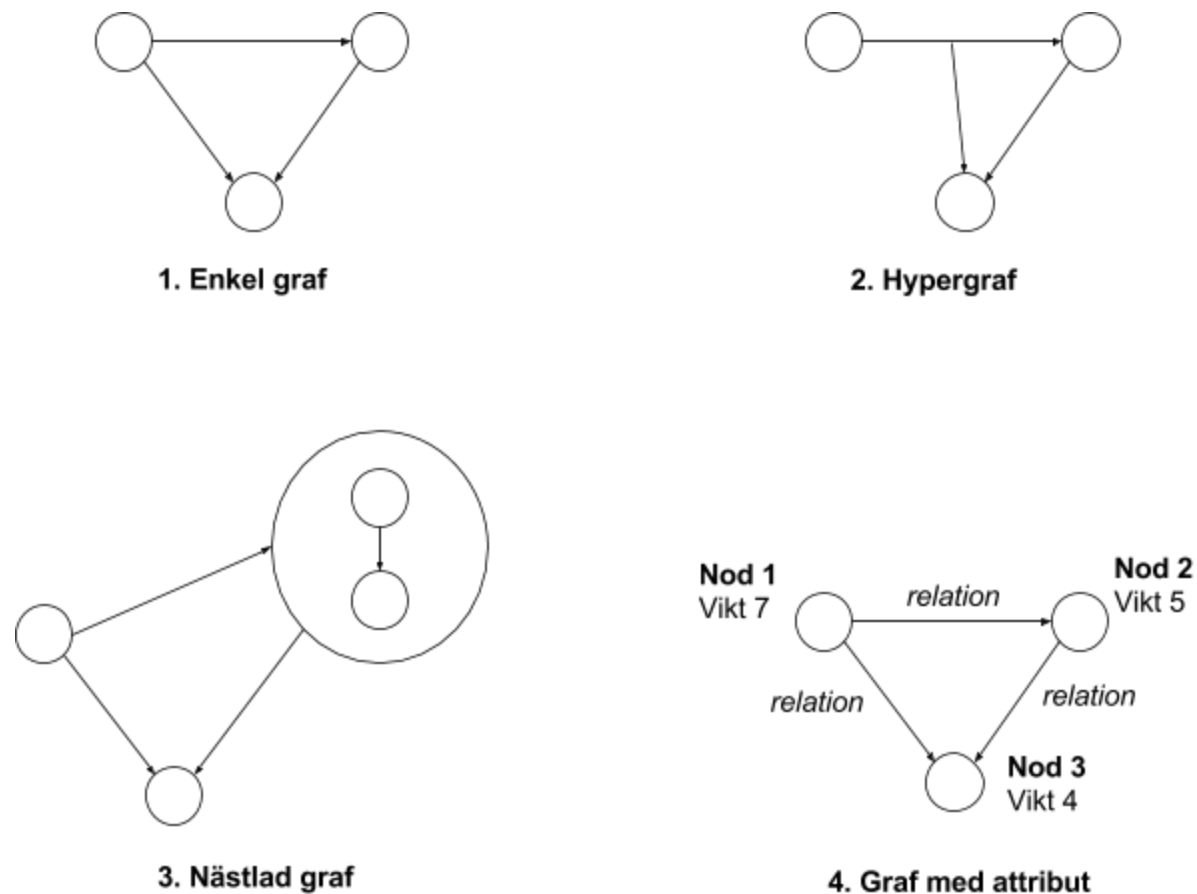 1. Enkel graf
2. Hypergraf
Nod 1
Vikt 7
relation
Nod 2
Vikt 5
relation
relation
Nod 3
Vikt 4
3. Nästlad graf
4. Graf med attribut